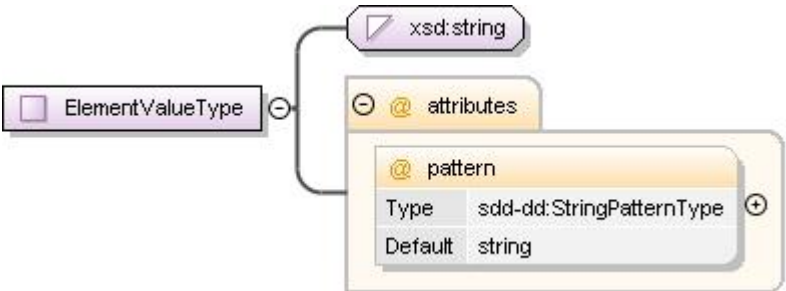 xsd:string
ElementValueType
@ attributes
@ pattern
Type sdd-dd:StringPatternType
Default string